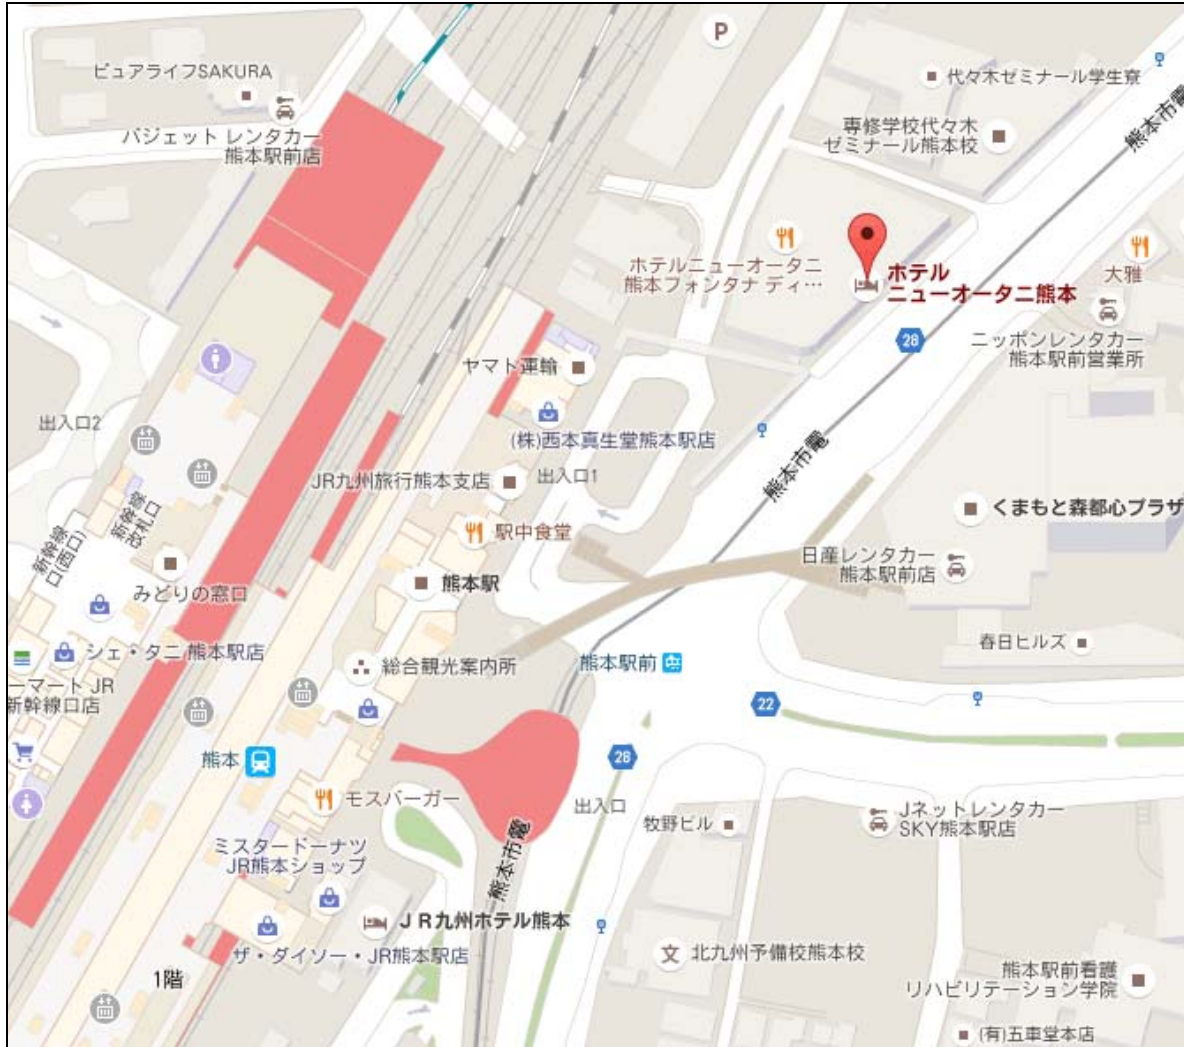 P
ピュアライフSAKURA
代々木ゼミナール学生寮
バジェット レンタカー
熊本駅前店
専修学校代々木
ゼミナール熊本校
熊本市電
ホテルニューオータニ
熊本フォンタナ ディ…
ホテル
ニューオータニ熊本
大雅
28
ニッポンレンタカー
熊本駅前営業所
ヤマト運輸
出入口2
(株)西本真生堂熊本駅店
熊本市電
JR九州旅行熊本支店
出入口1
新幹線
改札口
新幹線
口(西口)
くまもと森都心プラザ
駅中食堂
日産レンタカー
熊本駅前店
みどりの窓口
熊本駅
春日ヒルズ
シェ・タニ 熊本駅店
総合観光案内所
熊本駅前
ーマート JR
新幹線口店
22
熊本
28
モスバーガー
出入口
牧野ビル
Jネットレンタカー
SKY熊本駅店
ミスタードーナツ
JR熊本ショップ
熊本市電
JR九州ホテル熊本
ザ・ダイソー・JR熊本駅店
1階
文
北九州予備校熊本校
熊本駅前看護
リハビリテーション学院
(有)五車堂本店